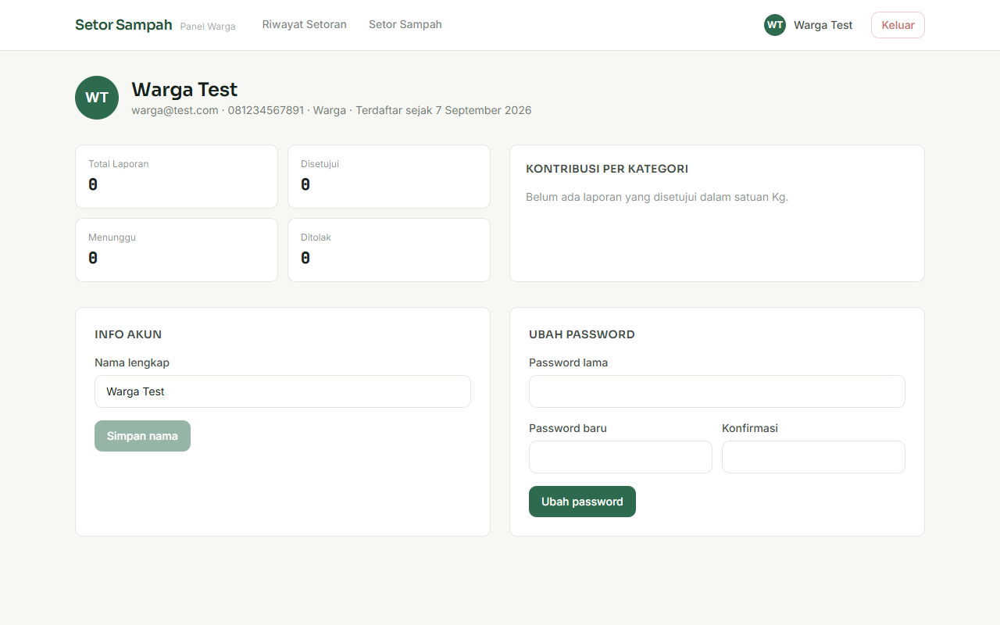 Setor Sampah Panel Warga Riwayat Setoran Setor Sampah WT Warga Test Keluar
WT
Warga Test
warga@test.com · 081234567891 · Warga · Terdaftar sejak 7 September 2026
Total Laporan
0
Disetujui
0
Menunggu
0
Ditolak
0
KONTRIBUSI PER KATEGORI
Belum ada laporan yang disetujui dalam satuan Kg.
INFO AKUN
Nama lengkap
Warga Test
Simpan nama
UBAH PASSWORD
Password lama
Password baru Konfirmasi
Ubah password